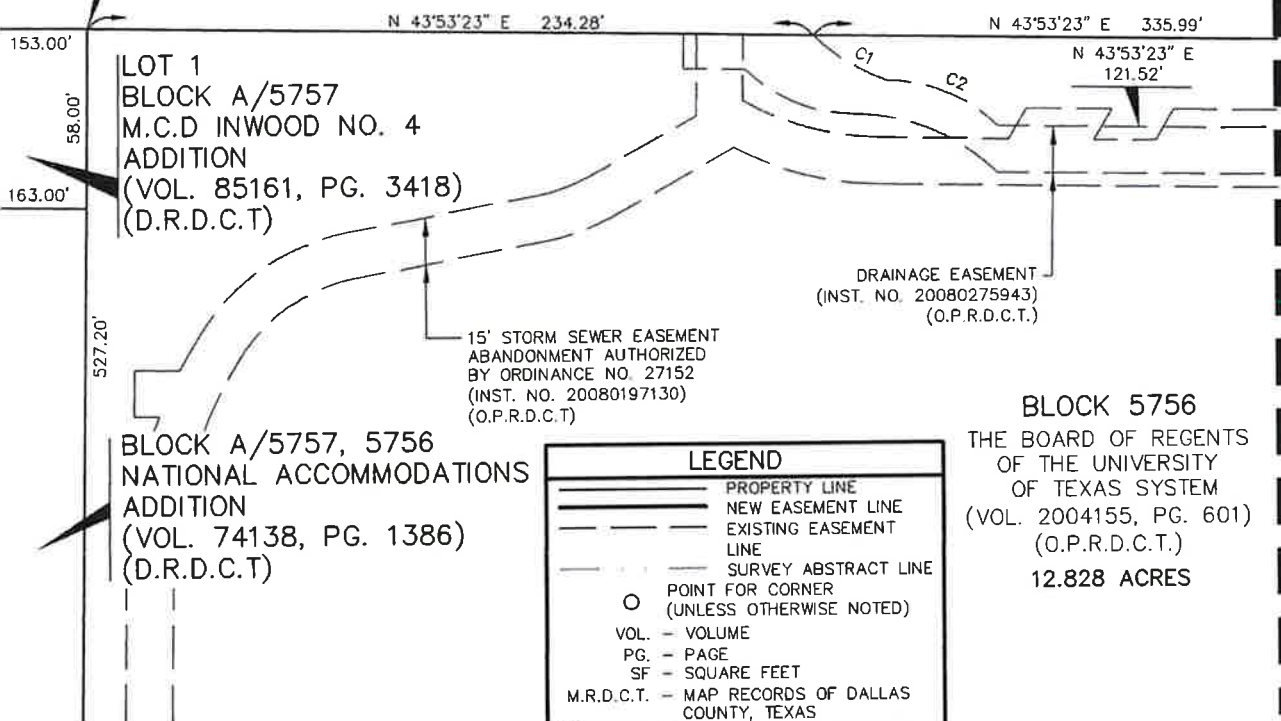 N 43°53'23" E 234.28'
N 43°53'23" E 335.99'
153.00'
N 43°53'23" E
121.52'
C1
C2
LOT 1
BLOCK A/5757
M.C.D INWOOD NO. 4
ADDITION
(VOL. 85161, PG. 3418)
(D.R.D.C.T)
58.00'
163.00'
527.20'
DRAINAGE EASEMENT
(INST. NO. 20080275943)
(O.P.R.D.C.T.)
15' STORM SEWER EASEMENT
ABANDONMENT AUTHORIZED
BY ORDINANCE NO. 27152
(INST. NO. 20080197130)
(O.P.R.D.C.T)
BLOCK A/5757, 5756
NATIONAL ACCOMMODATIONS
ADDITION
(VOL. 74138, PG. 1386)
(D.R.D.C.T)
BLOCK 5756
THE BOARD OF REGENTS
OF THE UNIVERSITY
OF TEXAS SYSTEM
(VOL. 2004155, PG. 601)
(O.P.R.D.C.T.)
12.828 ACRES
LEGEND
PROPERTY LINE
NEW EASEMENT LINE
EXISTING EASEMENT
LINE
SURVEY ABSTRACT LINE
POINT FOR CORNER
(UNLESS OTHERWISE NOTED)
VOL. – VOLUME
PG. – PAGE
SF – SQUARE FEET
M.R.D.C.T. – MAP RECORDS OF DALLAS
COUNTY, TEXAS